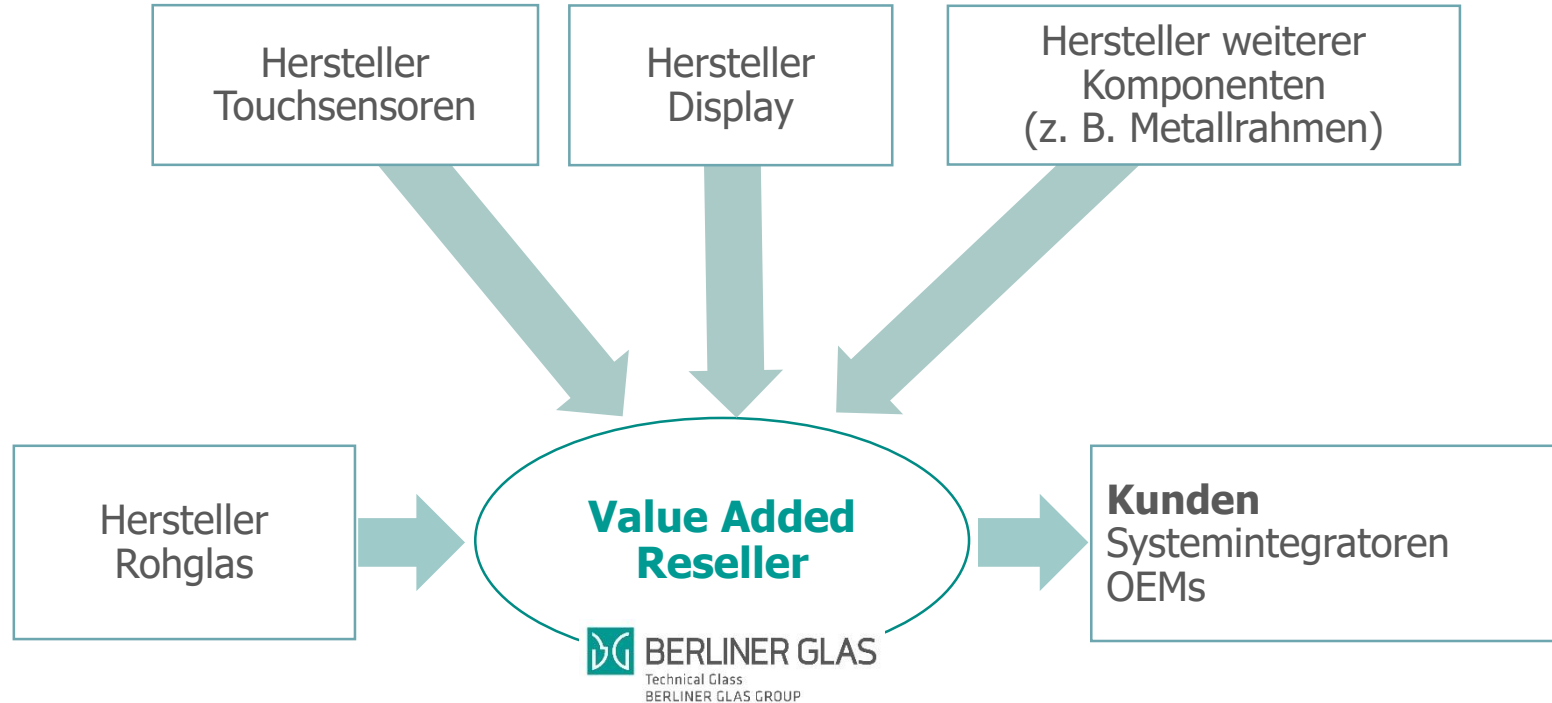 Hersteller
Touchsensoren
Hersteller
Display
Hersteller weiterer
Komponenten
(z. B. Metallrahmen)
Hersteller
Rohglas
Value Added
Reseller
Kunden
Systemintegratoren
OEMs
BERLINER GLAS
Technical Glass
BERLINER GLAS GROUP